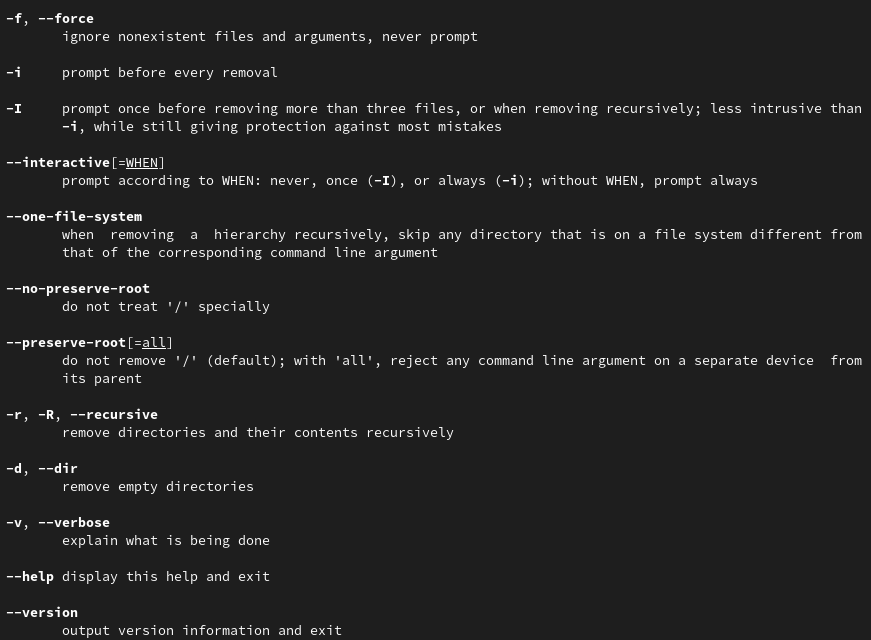 -f, --force
ignore nonexistent files and arguments, never prompt
-i prompt before every removal
-I prompt once before removing more than three files, or when removing recursively; less intrusive than
-i, while still giving protection against most mistakes
--interactive[=WHEN]
prompt according to WHEN: never, once (-I), or always (-i); without WHEN, prompt always
--one-file-system
when removing a hierarchy recursively, skip any directory that is on a file system different from
that of the corresponding command line argument
--no-preserve-root
do not treat '/' specially
--preserve-root[=all]
do not remove '/' (default); with 'all', reject any command line argument on a separate device from
its parent
-r, -R, --recursive
remove directories and their contents recursively
-d, --dir
remove empty directories
-v, --verbose
explain what is being done
--help display this help and exit
--version
output version information and exit